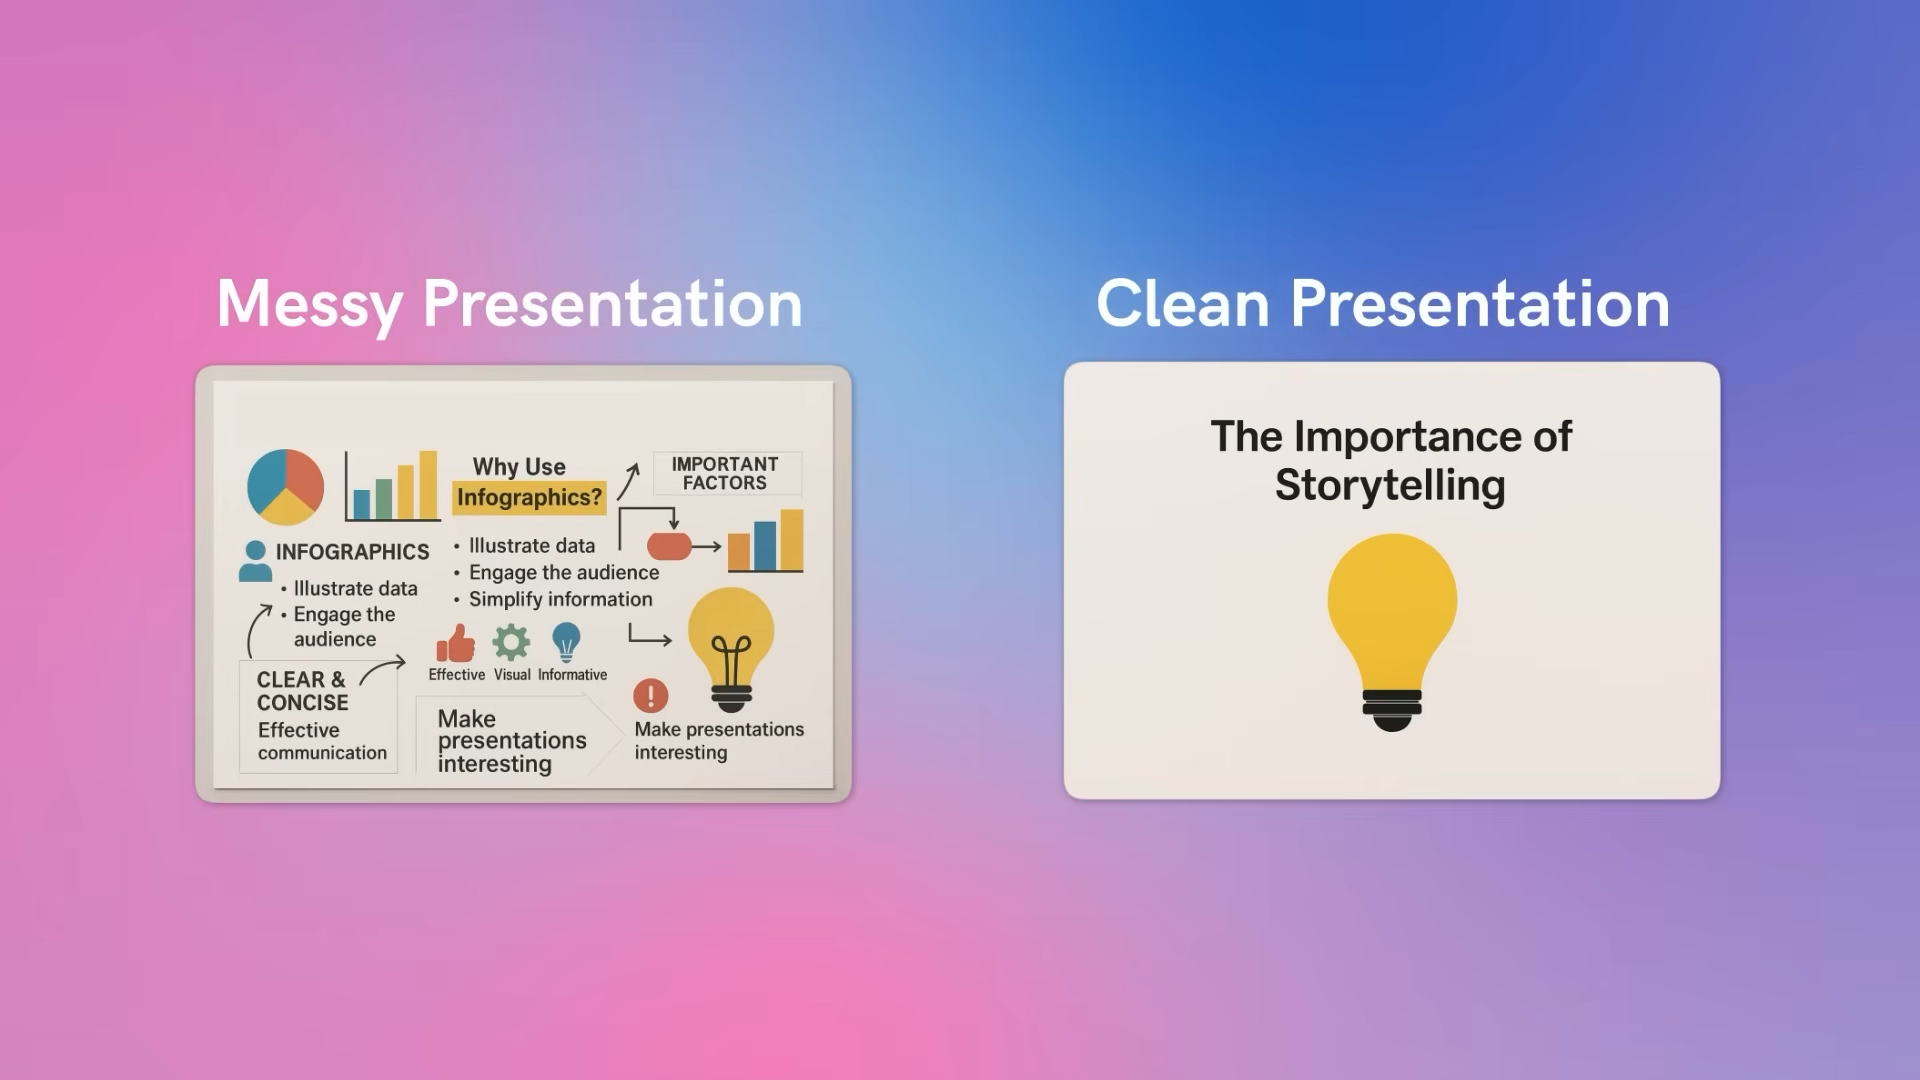 Messy Presentation
Clean Presentation
Why Use
Infographics?
IMPORTANT
FACTORS
INFOGRAPHICS
• Illustrate data
• Engage the
audience
• Illustrate data
• Engage the audience
• Simplify information
Effective
Visual
Informative
CLEAR &
CONCISE
Effective
communication
Make
presentations
interesting
!
Make presentations
interesting
The Importance of
Storytelling